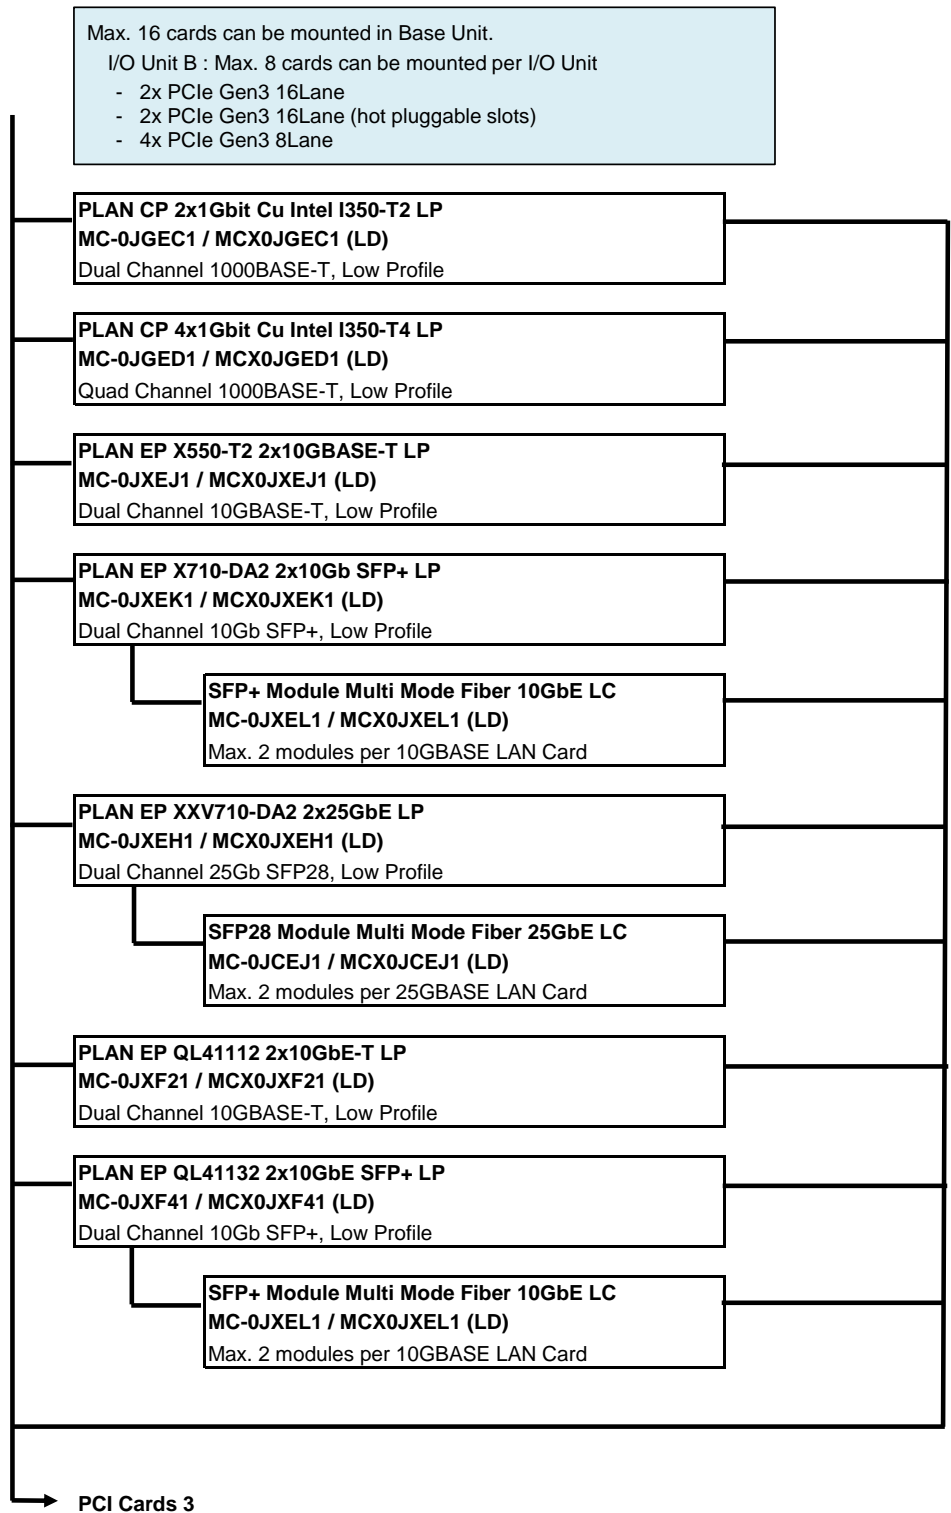 Max. 16 cards can be mounted in Base Unit.
I/O Unit B : Max. 8 cards can be mounted per I/O Unit
- 2x PCIe Gen3 16Lane
- 2x PCIe Gen3 16Lane (hot pluggable slots)
- 4x PCIe Gen3 8Lane
PLAN CP 2x1Gbit Cu Intel I350-T2 LP
MC-0JGEC1 / MCX0JGEC1 (LD)
Dual Channel 1000BASE-T, Low Profile
PLAN CP 4x1Gbit Cu Intel I350-T4 LP
MC-0JGED1 / MCX0JGED1 (LD)
Quad Channel 1000BASE-T, Low Profile
PLAN EP X550-T2 2x10GBASE-T LP
MC-0JXEJ1 / MCX0JXEJ1 (LD)
Dual Channel 10GBASE-T, Low Profile
PLAN EP X710-DA2 2x10Gb SFP+ LP
MC-0JXEK1 / MCX0JXEK1 (LD)
Dual Channel 10Gb SFP+, Low Profile
SFP+ Module Multi Mode Fiber 10GbE LC
MC-0JXEL1 / MCX0JXEL1 (LD)
Max. 2 modules per 10GBASE LAN Card
PLAN EP XXV710-DA2 2x25GbE LP
MC-0JXEH1 / MCX0JXEH1 (LD)
Dual Channel 25Gb SFP28, Low Profile
SFP28 Module Multi Mode Fiber 25GbE LC
MC-0JCEJ1 / MCX0JCEJ1 (LD)
Max. 2 modules per 25GBASE LAN Card
PLAN EP QL41112 2x10GbE-T LP
MC-0JXF21 / MCX0JXF21 (LD)
Dual Channel 10GBASE-T, Low Profile
PLAN EP QL41132 2x10GbE SFP+ LP
MC-0JXF41 / MCX0JXF41 (LD)
Dual Channel 10Gb SFP+, Low Profile
SFP+ Module Multi Mode Fiber 10GbE LC
MC-0JXEL1 / MCX0JXEL1 (LD)
Max. 2 modules per 10GBASE LAN Card
PCI Cards 3